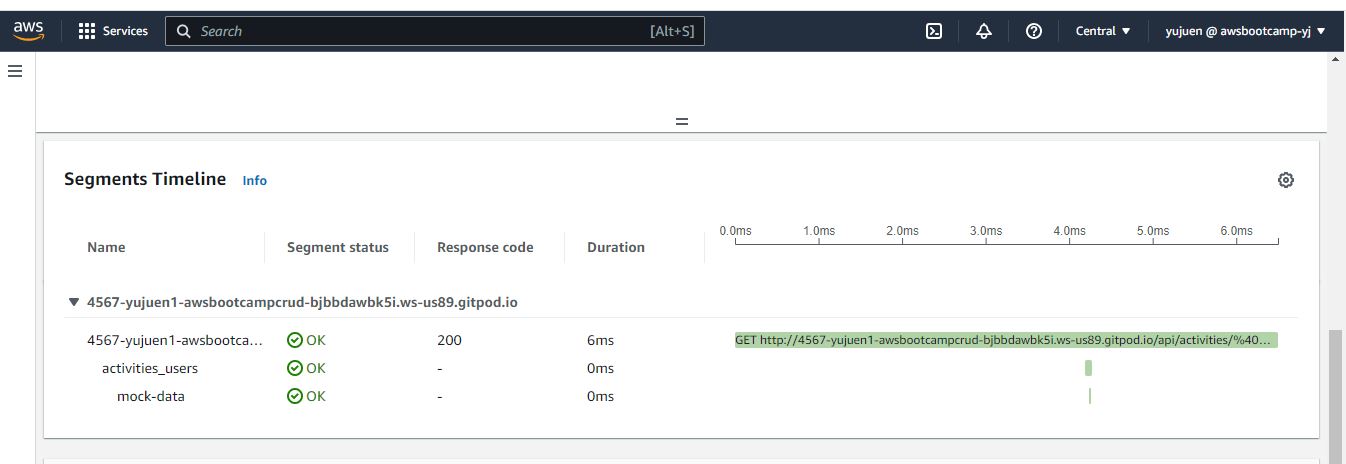 aws Services Search [Alt+S] Central ▼ yujuen @ awsbootcamp-yj ▼
Segments Timeline Info
0.0ms 1.0ms 2.0ms 3.0ms 4.0ms 5.0ms 6.0ms
Name Segment status Response code Duration
▼ 4567-yujuen1-awsbootcampcrud-bjbbdawbk5i.ws-us89.gitpod.io
4567-yujuen1-awsbootca... OK 200 6ms GET http://4567-yujuen1-awsbootcampcrud-bjbbdawbk5i.ws-us89.gitpod.io/api/activities/%40...
activities_users OK - 0ms
mock-data OK - 0ms